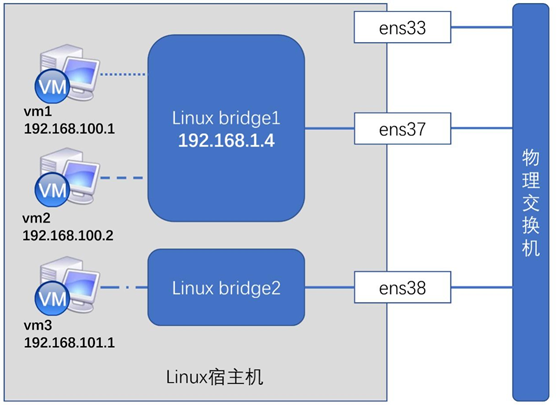 ens33
VM
vm1
192.168.100.1
Linux bridge1
192.168.1.4
ens37
VM
vm2
192.168.100.2
VM
vm3
192.168.101.1
Linux bridge2
ens38
物理交换机
Linux宿主机